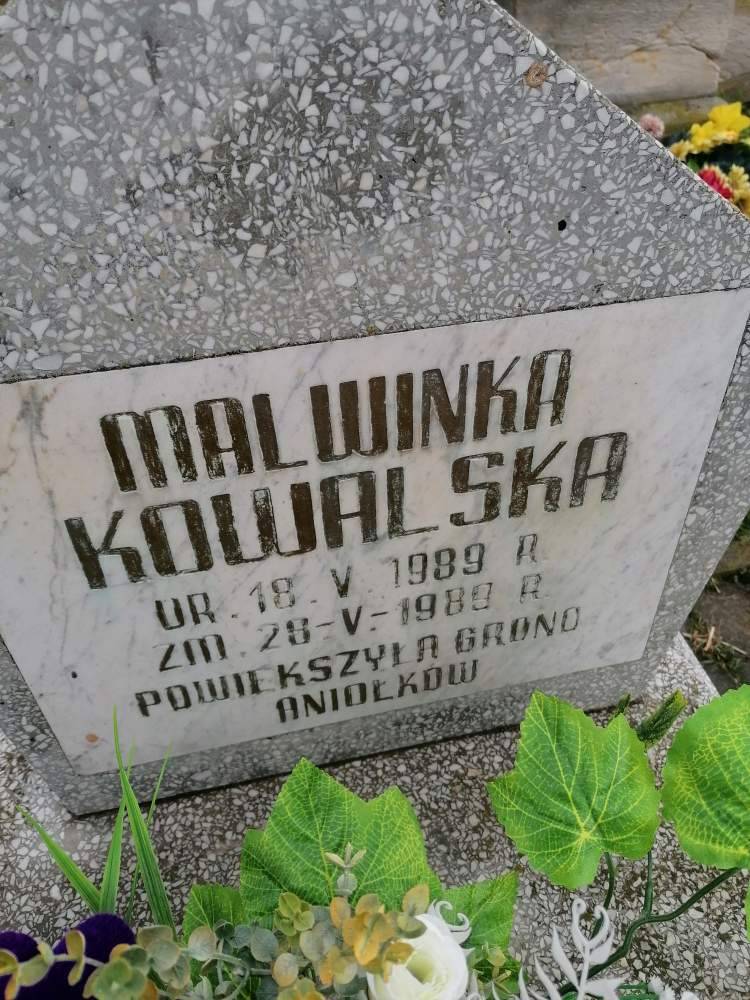 MALWINKA
KOWALSKA
UR. 18. V. 1989 R.
ZM. 28-V.-1989 R.
POWIĘKSZYŁA GRONO
ANIOŁKÓW